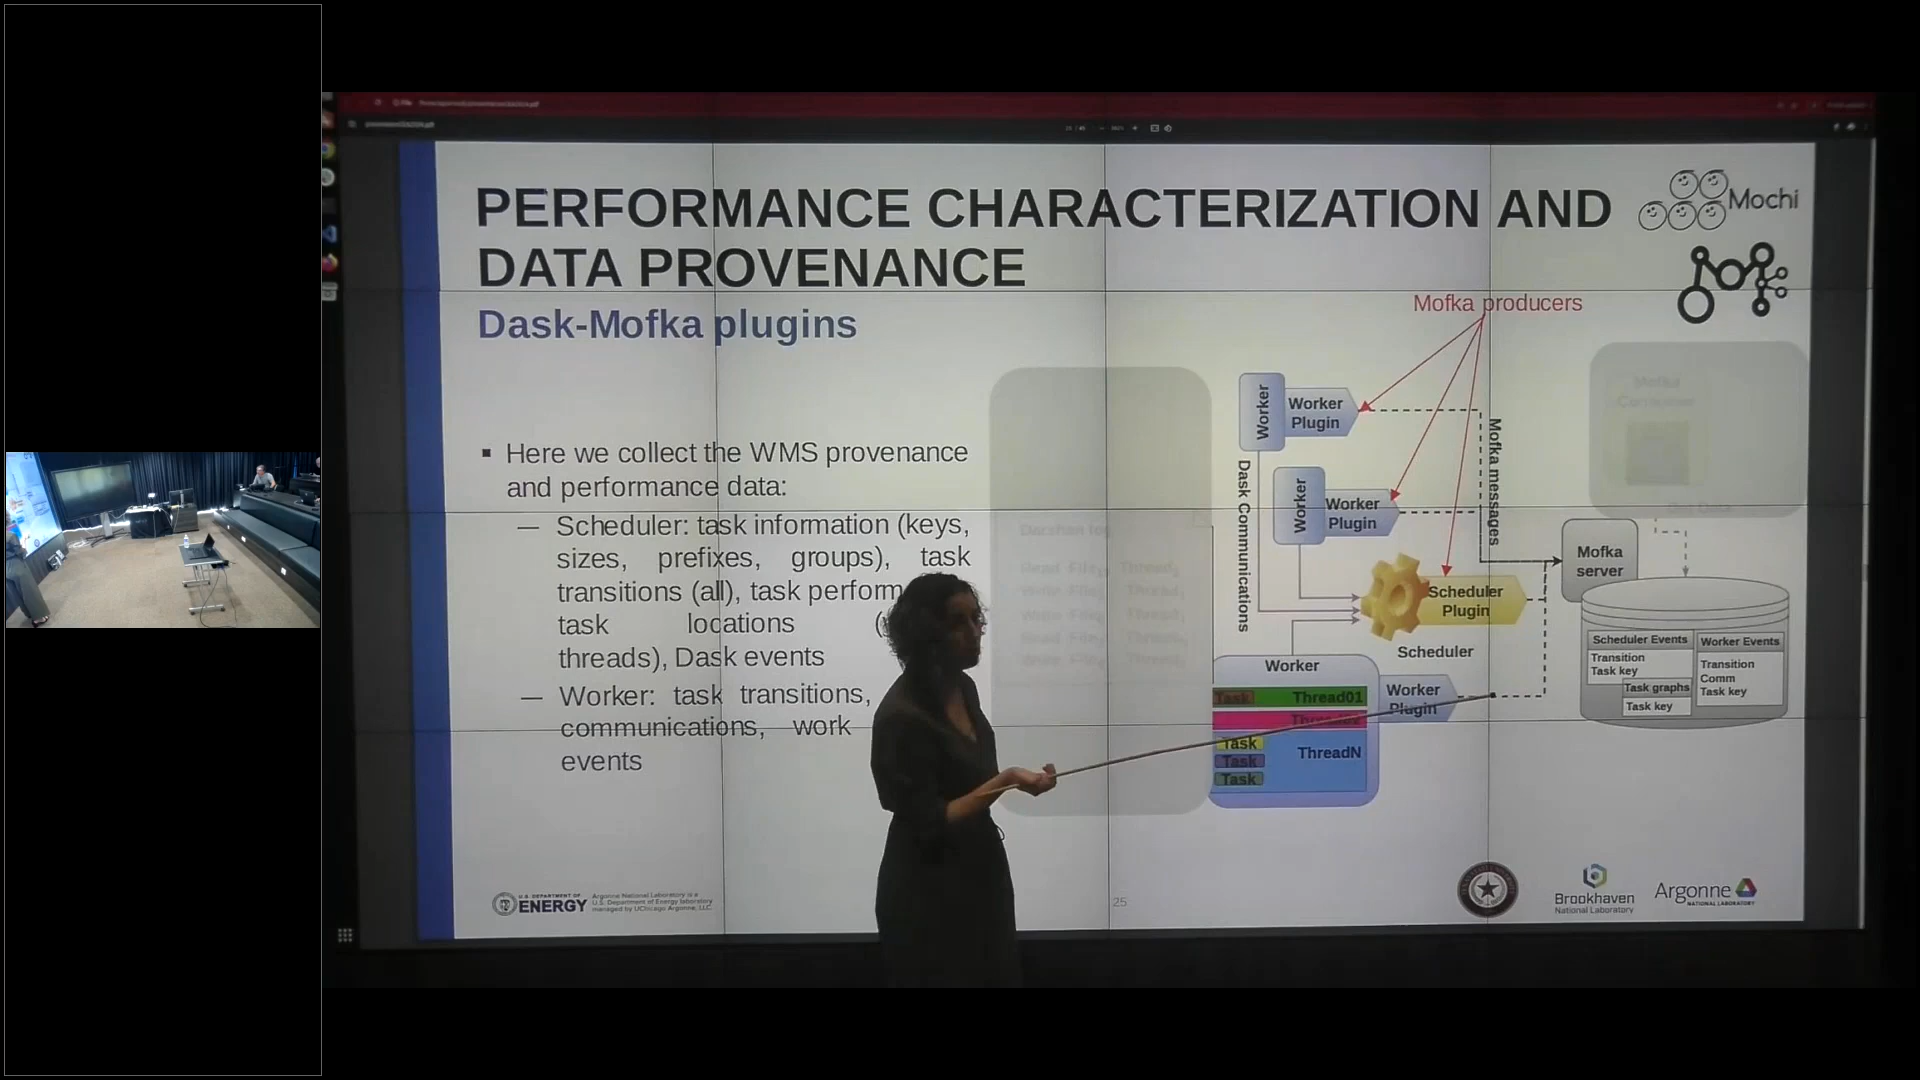 PERFORMANCE CHARACTERIZATION AND
DATA PROVENANCE
Mochi
Dask-Mofka plugins
Mofka producers
▪ Here we collect the WMS provenance
and performance data:
— Scheduler: task information (keys,
sizes, prefixes, groups), task
transitions (all), task perform
task locations (
threads), Dask events
— Worker: task transitions,
communications, work
events
Worker
Worker
Plugin
Worker
Worker
Plugin
Dask Communications
Mofka messages
Scheduler
Plugin
Scheduler
Worker
Task Thread01
Task ThreadN
Task
Task
Worker
Plugin
Mofka
server
Scheduler Events
Transition
Task key
Task graphs
Task key
Worker Events
Transition
Comm
Task key
Darshan log
U.S. DEPARTMENT OF
ENERGY
Argonne National Laboratory is a
U.S. Department of Energy laboratory
managed by UChicago Argonne, LLC
25
Brookhaven
National Laboratory
Argonne
NATIONAL LABORATORY